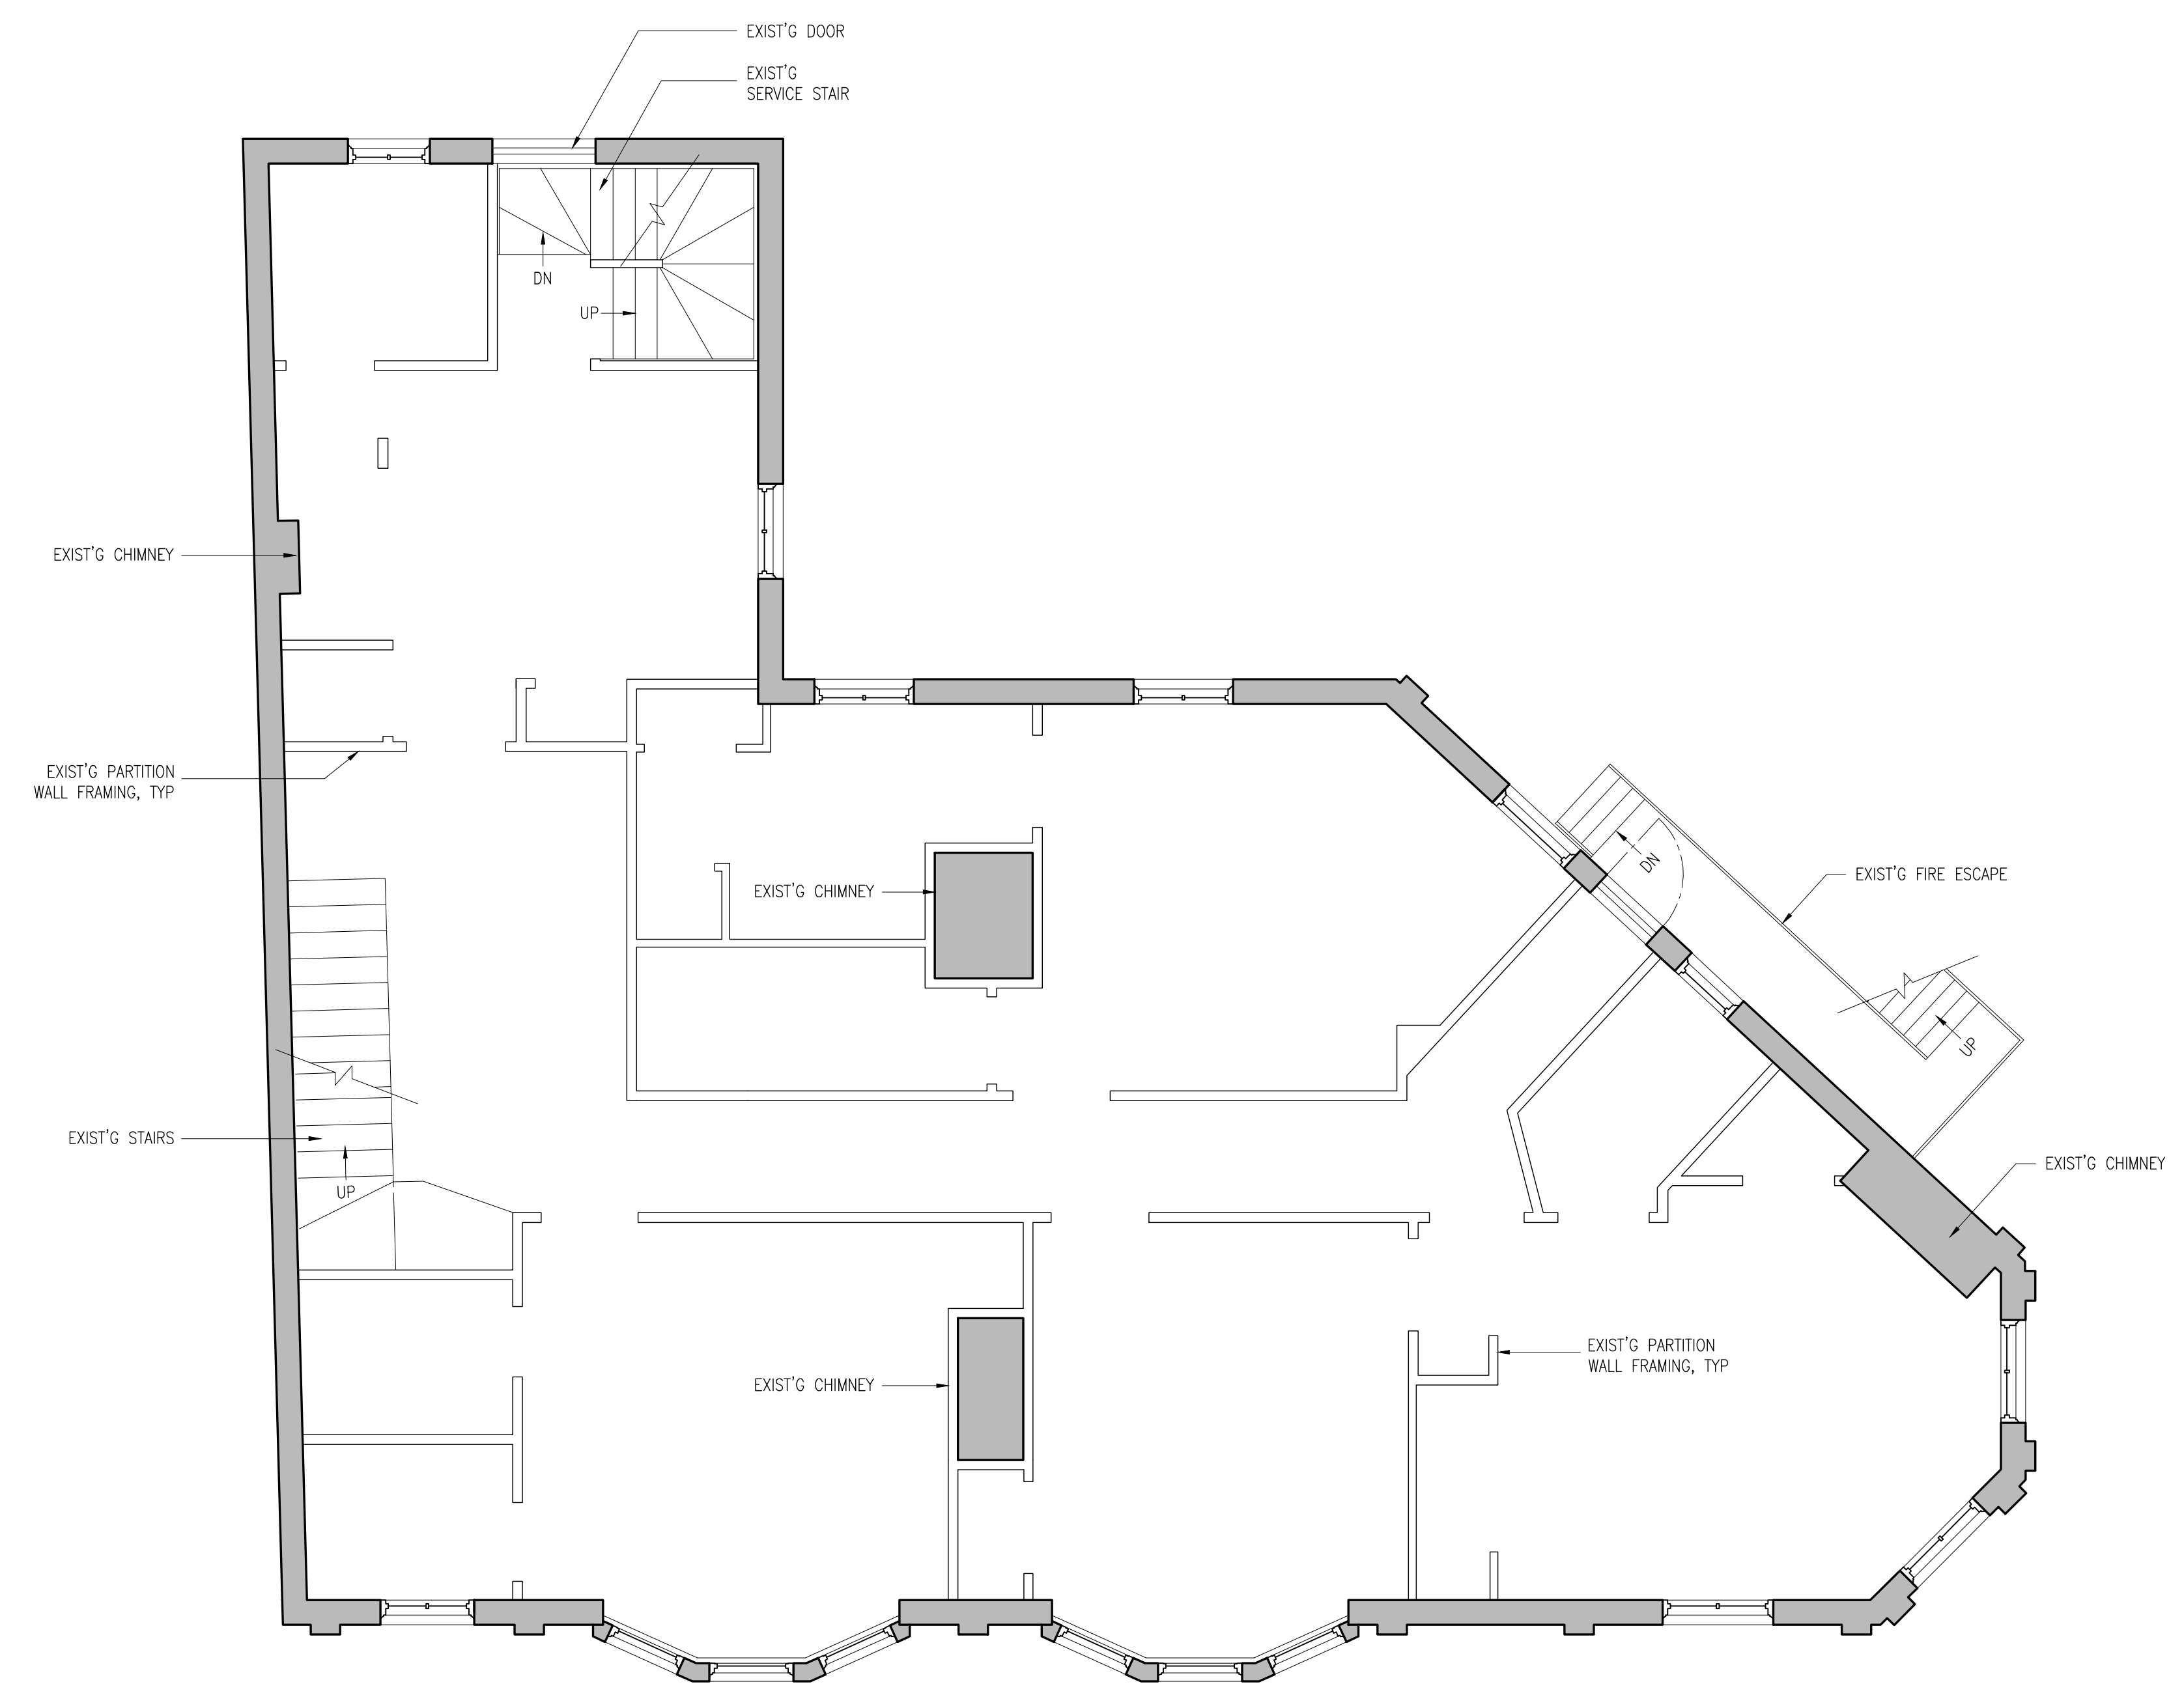 EXIST'G DOOR
EXIST'G
SERVICE STAIR
DN
UP
EXIST'G CHIMNEY
EXIST'G PARTITION
WALL FRAMING, TYP
EXIST'G CHIMNEY
DN
EXIST'G FIRE ESCAPE
UP
EXIST'G STAIRS
UP
EXIST'G CHIMNEY
EXIST'G CHIMNEY
EXIST'G PARTITION
WALL FRAMING, TYP